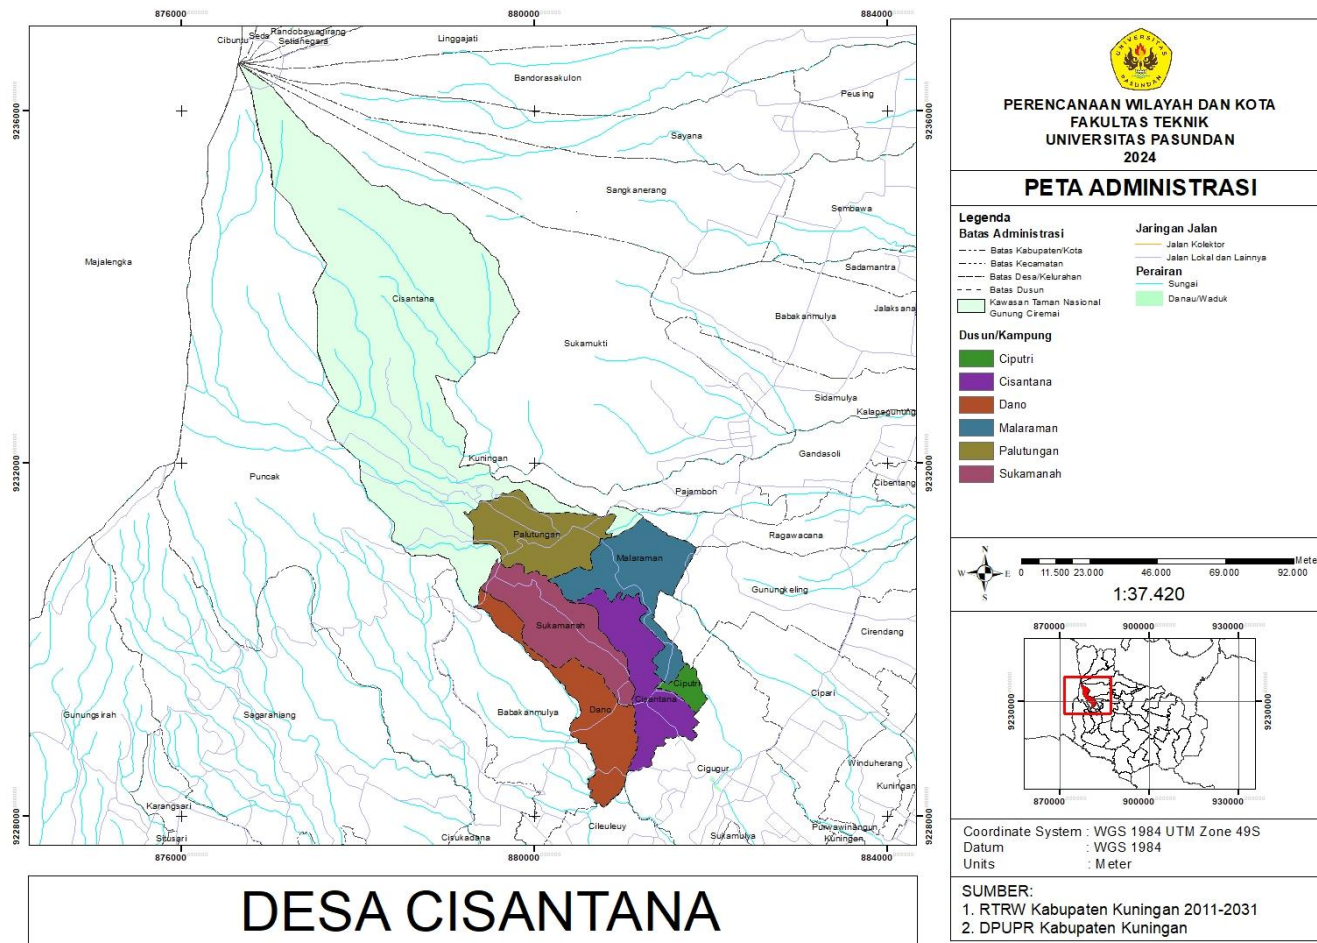 876000
880000
884000
Cibuntu
Seda
Randobawagirang
Setianegara
Linggajati
Bandorasakulon
Peusing
9236000
9236000
Sayana
Sangkanerang
Sembawa
Majalengka
Sadamantra
Cisantana
Jalaksana
Babakanmulya
Sukamukti
Sidamulya
Kalapagunung
Gandasoli
Kuningan
9232000
9232000
Puncak
Cibentang
Pajambon
Palutungan
Ragawacana
Malaraman
Gunungkeling
Sukamanah
Cirendang
Ciputri
Cipari
Cisantana
Dano
Babakanmulya
Gunungsirah
Sagarahiang
Cigugur
Winduherang
Kuningan
Karangsari
Situsari
Cisukadana
Cileuleuy
Sukamulya
Purwawinangun
Kuningan
9228000
9228000
876000
880000
884000
DESA CISANTANA
UNIVERSITAS
PASUNDAN
PERENCANAAN WILAYAH DAN KOTA
FAKULTAS TEKNIK
UNIVERSITAS PASUNDAN
2024
PETA ADMINISTRASI
Legenda
Batas Administrasi
Batas Kabupaten/Kota
Batas Kecamatan
Batas Desa/Kelurahan
Batas Dusun
Kawasan Taman Nasional
Gunung Ciremai
Jaringan Jalan
Jalan Kolektor
Jalan Lokal dan Lainnya
Perairan
Sungai
Danau/Waduk
Dusun/Kampung
Ciputri
Cisantana
Dano
Malaraman
Palutungan
Sukamanah
N
W E
S
0 11.500 23.000 46.000 69.000 92.000
Mete
1:37.420
870000 900000 930000
9230000
9230000
870000 900000 930000
Coordinate System : WGS 1984 UTM Zone 49S
Datum : WGS 1984
Units : Meter
SUMBER:
1. RTRW Kabupaten Kuningan 2011-2031
2. DPUPR Kabupaten Kuningan